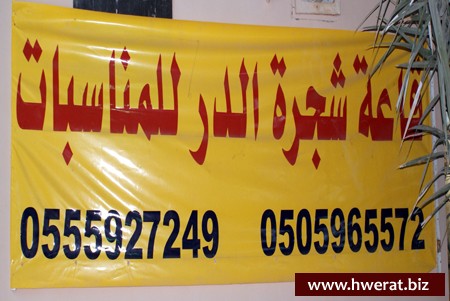 قاعة شجرة الدر للمناسبات
0555927249 0505965572
www.hwerat.biz